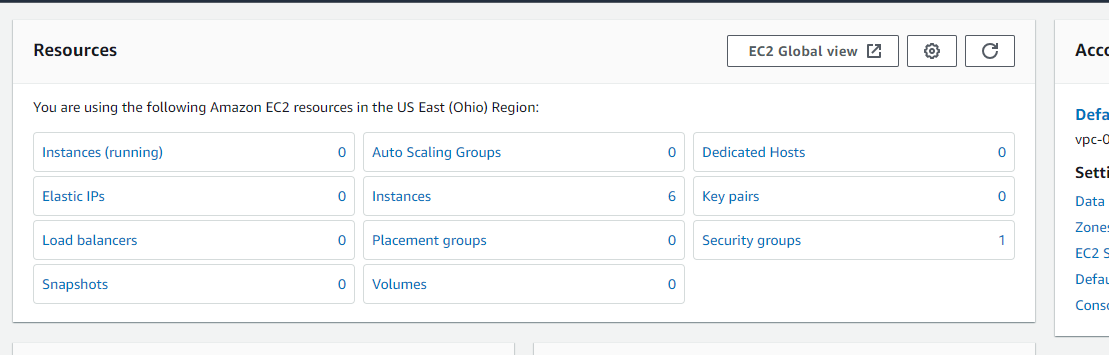 Resources
EC2 Global view
You are using the following Amazon EC2 resources in the US East (Ohio) Region:
Instances (running) 0
Auto Scaling Groups 0
Dedicated Hosts 0
Elastic IPs 0
Instances 6
Key pairs 0
Load balancers 0
Placement groups 0
Security groups 1
Snapshots 0
Volumes 0
Acco
Defa
vpc-0
Setti
Data
Zones
EC2 S
Defau
Conso